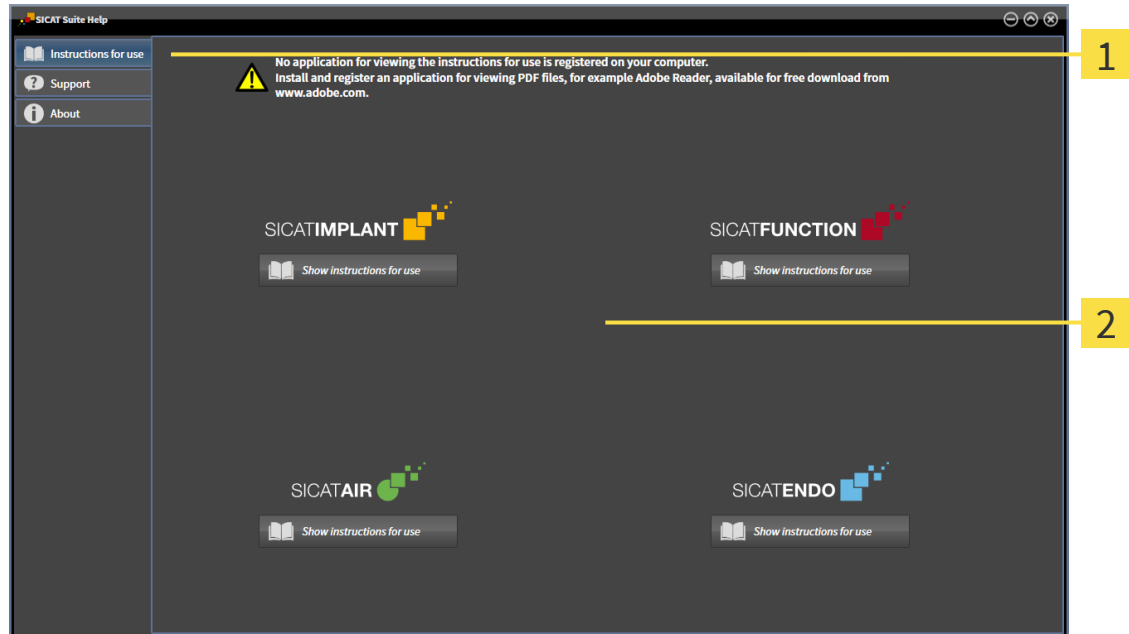 SICAT Suite Help
Instructions for use
Support
About
No application for viewing the instructions for use is registered on your computer.
Install and register an application for viewing PDF files, for example Adobe Reader, available for free download from
www.adobe.com.
1
SICATIMPLANT
Show instructions for use
SICATFUNCTION
Show instructions for use
2
SICATAIR
Show instructions for use
SICATENDO
Show instructions for use